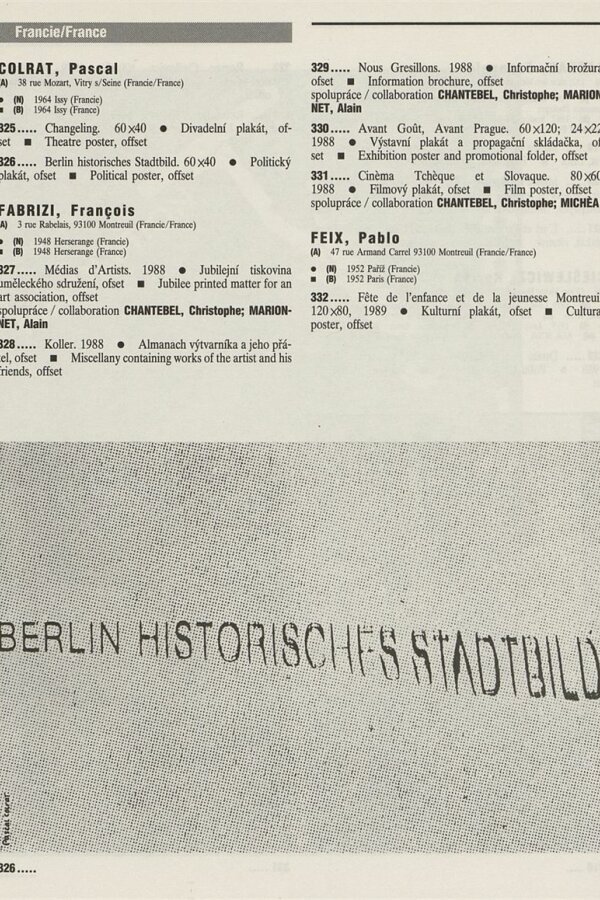 Francie/France
COLRAT, Pascal
(A) 38 rue Mozart, Vitry s/Seine (Francie/France)
● (N) 1964 Issy (Francie)
■ (B) 1964 Issy (France)
325..... Changeling. 60×40 ● Divadelní plakát, of-
set ■ Theatre poster, offset
326..... Berlin historisches Stadtbild. 60×40 ● Politický
plakát, ofset ■ Political poster, offset
FABRIZI, François
(A) 3 rue Rabelais, 93100 Montreuil (Francie/France)
● (N) 1948 Herserange (Francie)
■ (B) 1948 Herserange (France)
327..... Médias d’Artists. 1988 ● Jubilejní tiskovina
uměleckého sdružení, ofset ■ Jubilee printed matter for an
art association, offset
spolupráce / collaboration CHANTEBEL, Christophe; MARION-
NET, Alain
328..... Koller. 1988 ● Almanach výtvarníka a jeho přá-
tel, ofset ■ Miscellany containing works of the artist and his
friends, offset
329..... Nous Gresillons. 1988 ● Informační brožura
ofset ■ Information brochure, offset
spolupráce / collaboration CHANTEBEL, Christophe; MARION-
NET, Alain
330..... Avant Goût, Avant Prague. 60×120; 24×22
1988 ● Výstavní plakát a propagační skládačka, of
set ■ Exhibition poster and promotional folder, offset
331..... Cinèma Tchèque et Slovaque. 80×60
1988 ● Filmový plakát, ofset ■ Film poster, offset
spolupráce / collaboration CHANTEBEL, Christophe; MICHÈA
FEIX, Pablo
(A) 47 rue Armand Carrel 93100 Montreuil (Francie/France)
● (N) 1952 Paříž (Francie)
■ (B) 1952 Paris (France)
332..... Fête de l’enfance et de la jeunesse Montreui
120×80, 1989 ● Kulturní plakát, ofset ■ Cultura
poster, offset
BERLIN HISTORISCHES STADTBILD
Pascal Colrat
326.....